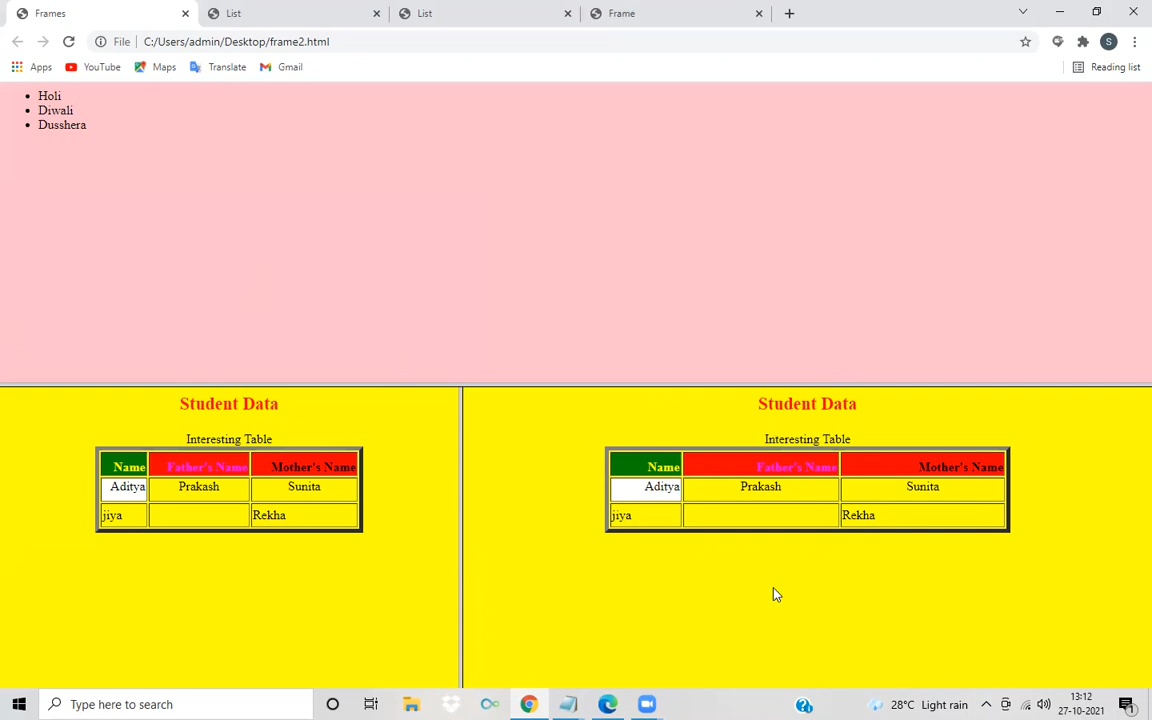 Frames
List
List
Frame
File
C:/Users/admin/Desktop/frame2.html
S
Apps
YouTube
Maps
Translate
Gmail
Reading list
Holi
Diwali
Dusshera
Student Data
Interesting Table
Name Father's Name Mother's Name
Aditya Prakash Sunita
jiya Rekha
Student Data
Interesting Table
Name Father's Name Mother's Name
Aditya Prakash Sunita
jiya Rekha
Type here to search
28°C Light rain
13:12
27-10-2021
1